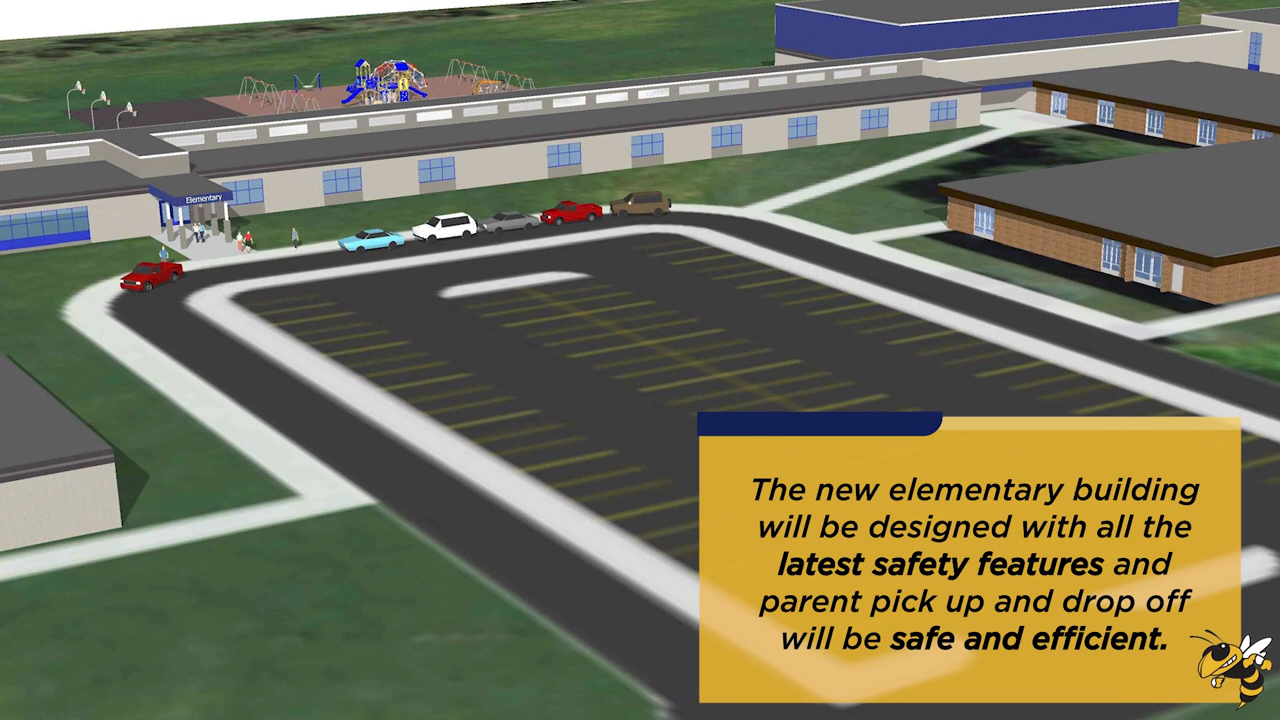 Elementary
The new elementary building
will be designed with all the
latest safety features and
parent pick up and drop off
will be safe and efficient.